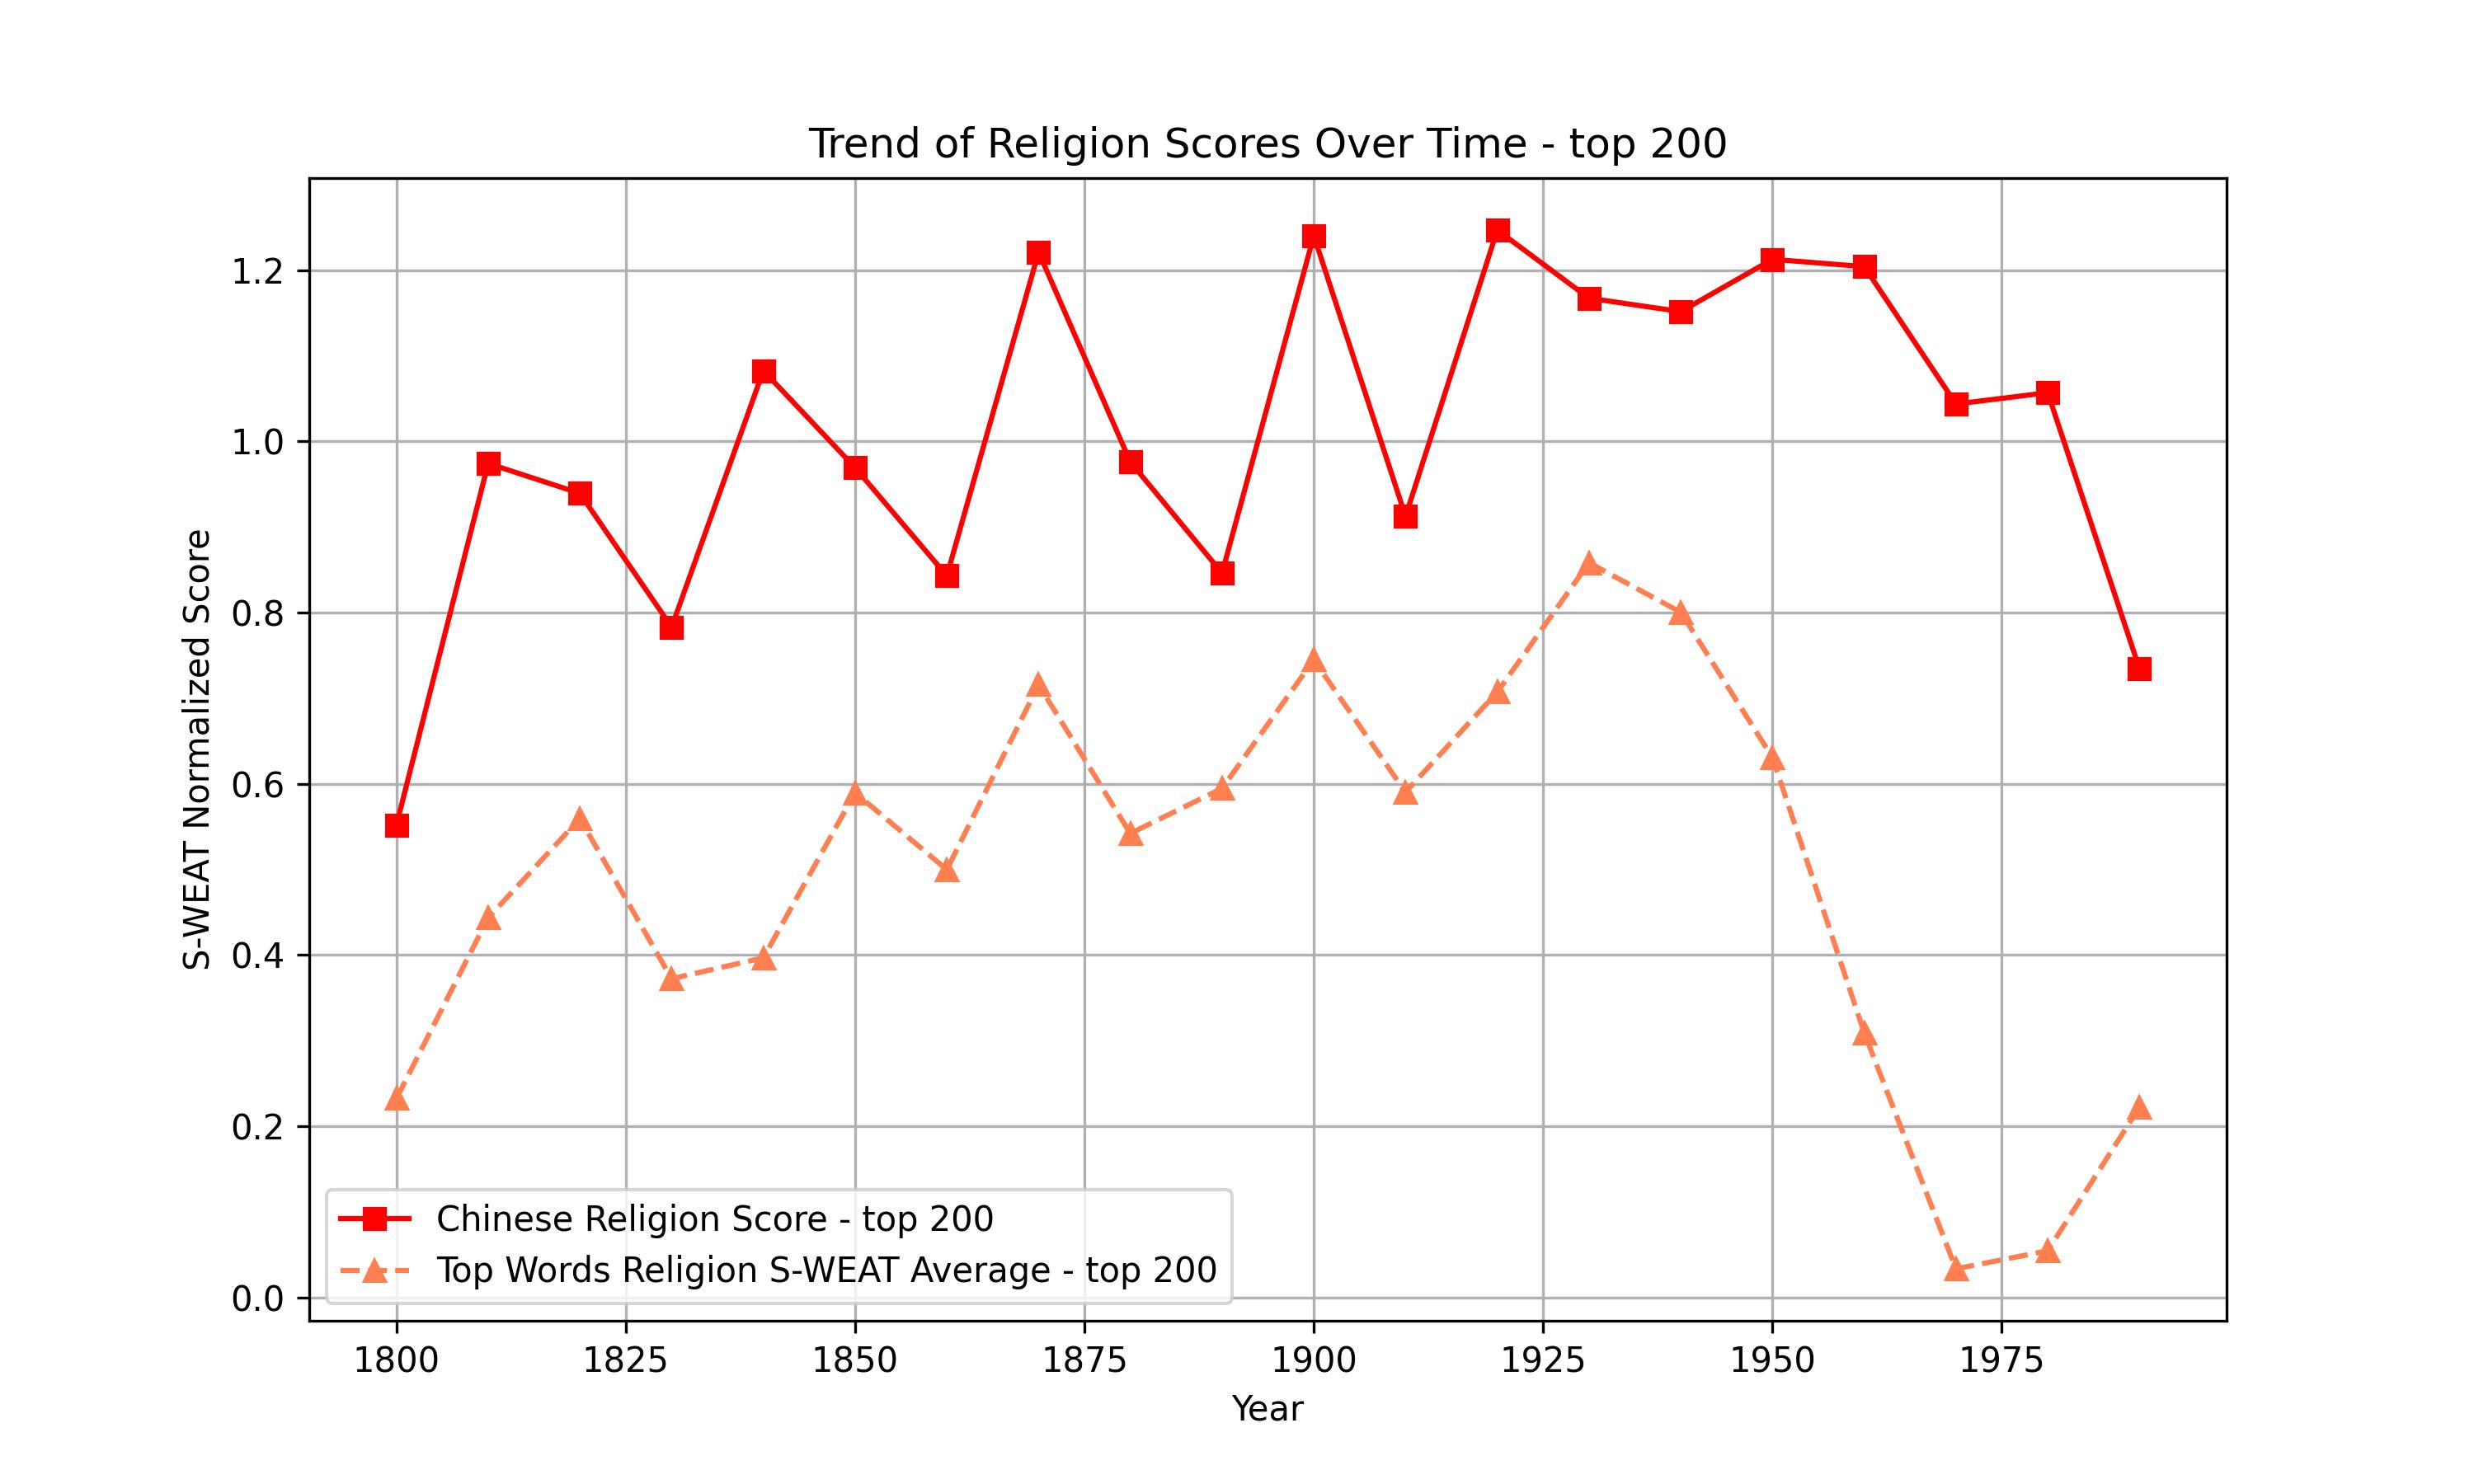 Trend of Religion Scores Over Time - top 200
S-WEAT Normalized Score
1.2
1.0
0.8
0.6
0.4
0.2
0.0
Chinese Religion Score - top 200
Top Words Religion S-WEAT Average - top 200
1800 1825 1850 1875 1900 1925 1950 1975
Year